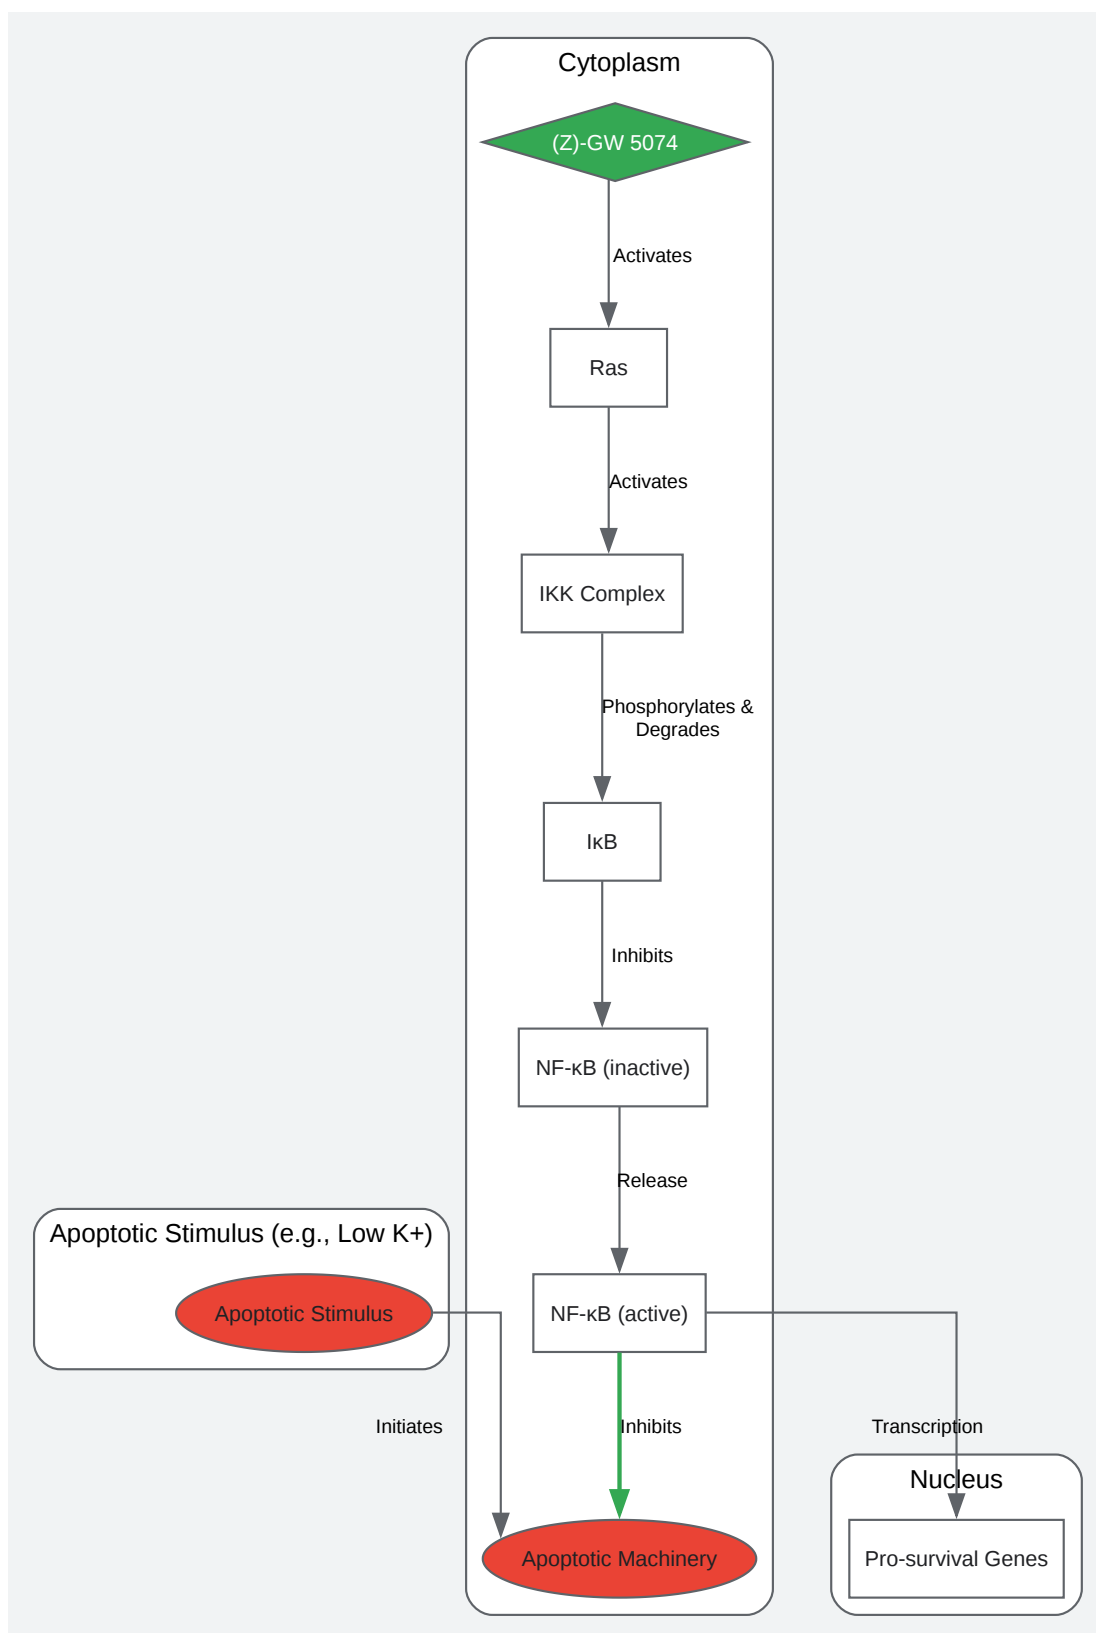 Cytoplasm
(Z)-GW 5074
Activates
Ras
Activates
IKK Complex
Phosphorylates &
Degrades
IκB
Inhibits
NF-κB (inactive)
Release
Apoptotic Stimulus (e.g., Low K+)
Apoptotic Stimulus
NF-κB (active)
Initiates
Inhibits
Transcription
Nucleus
Apoptotic Machinery
Pro-survival Genes